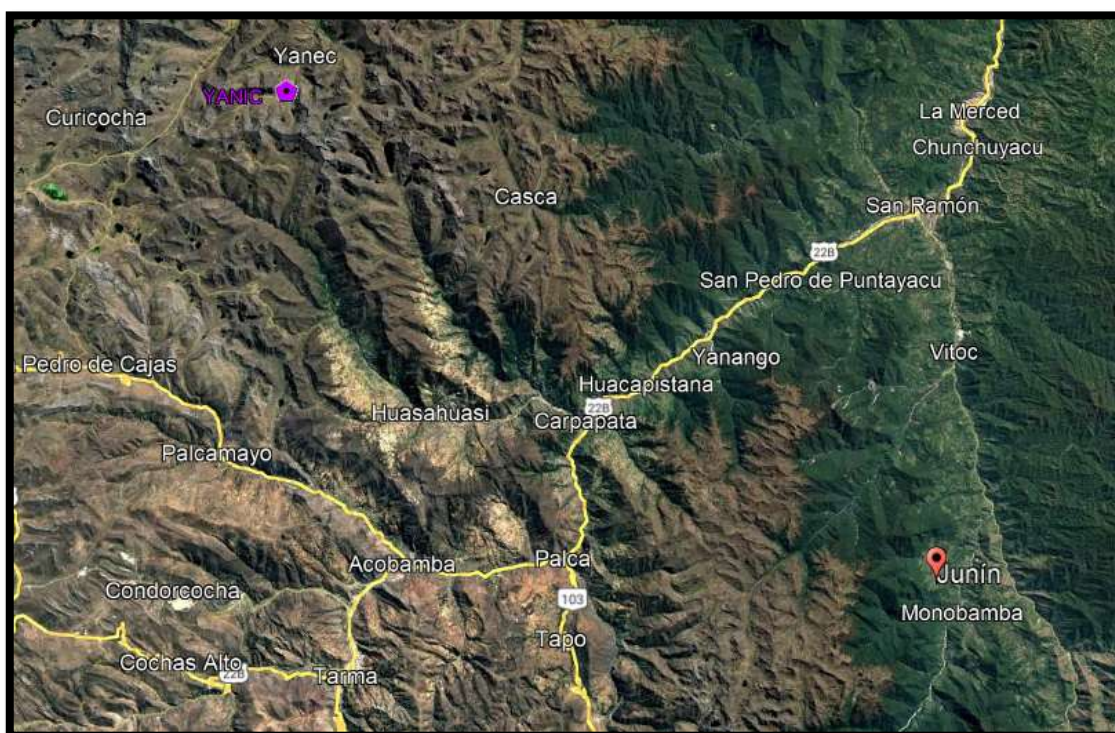 Yanec
YANIC
Curicocha
La Merced
Chunchuyacu
Casca
San Ramón
22B
San Pedro de Puntayacu
Vitoc
Yanango
Pedro de Cajas
Huacapistana
22B
Huasahuasi
Carpapata
Palcamayo
Palca
Acobamba
Junín
Condorcocha
103
Monobamba
Tapo
Cochas Alto
22B
Tarma